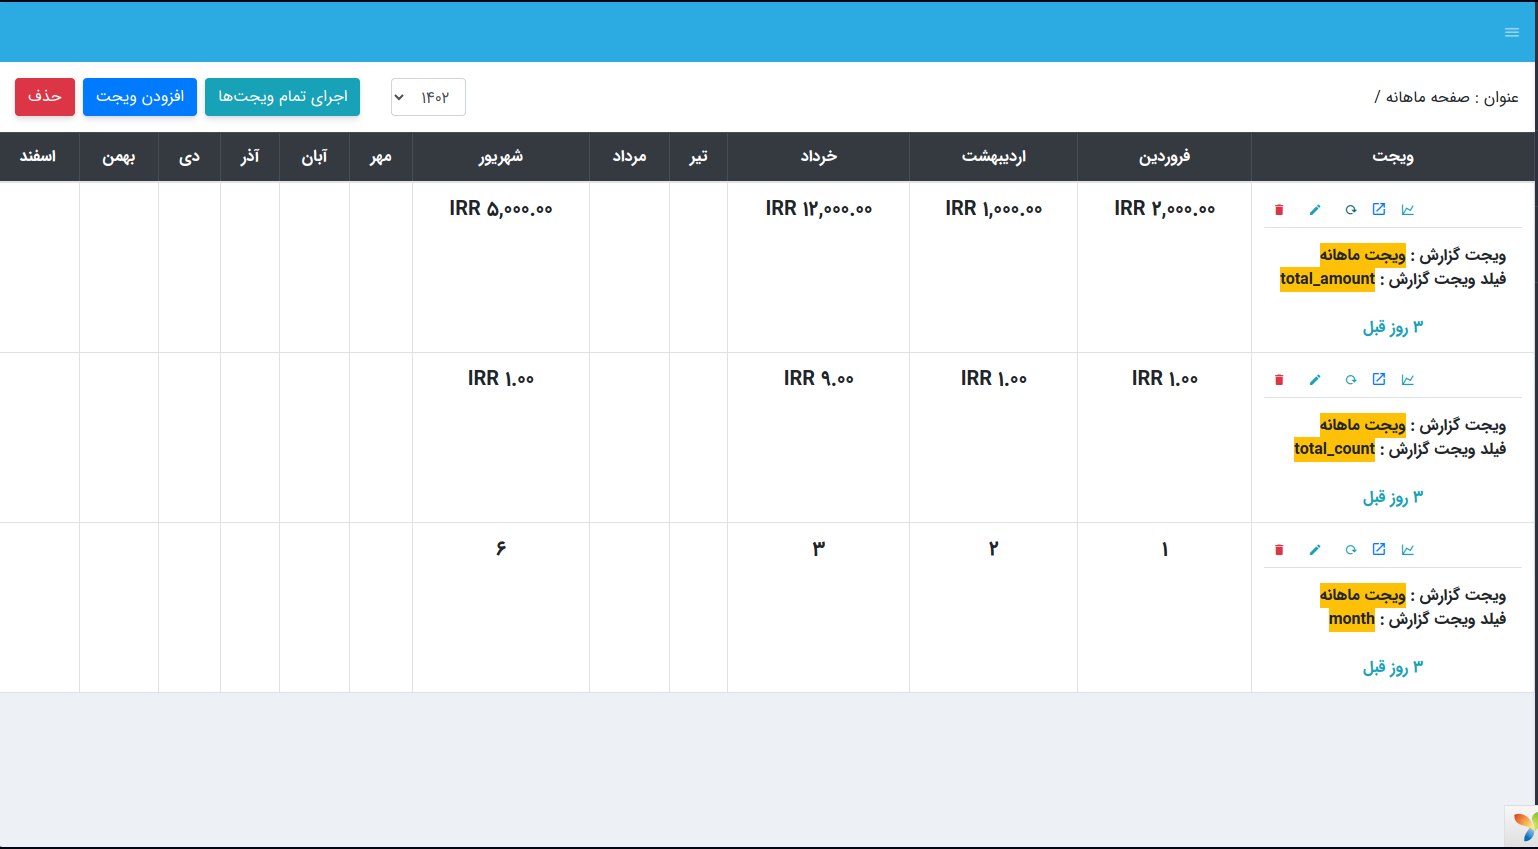 عنوان : صفحه ماهانه /
۱۴۰۲
اجرای تمام ویجت‌ها
افزودن ویجت
حذف
ویجت فروردین اردیبهشت خرداد تیر مرداد شهریور مهر آبان آذر دی بهمن اسفند
IRR ۲,۰۰۰.۰۰ IRR ۱,۰۰۰.۰۰ IRR ۱۲,۰۰۰.۰۰ IRR ۵,۰۰۰.۰۰
ویجت گزارش : ویجت ماهانه
فیلد ویجت گزارش : total_amount
۳ روز قبل
IRR ۱.۰۰ IRR ۱.۰۰ IRR ۹.۰۰ IRR ۱.۰۰
ویجت گزارش : ویجت ماهانه
فیلد ویجت گزارش : total_count
۳ روز قبل
۱ ۲ ۳ ۶
ویجت گزارش : ویجت ماهانه
فیلد ویجت گزارش : month
۳ روز قبل